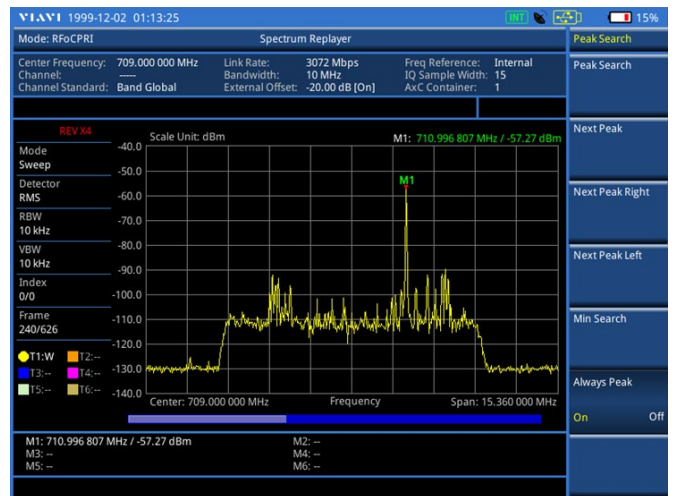 VIAVI 1999-12-02 01:13:25 INT 15%
Mode: RFoCPRI Spectrum Replayer Peak Search
Center Frequency: 709.000 000 MHz Link Rate: 3072 Mbps Freq Reference: Internal
Channel: ----- Bandwidth: 10 MHz IQ Sample Width: 15
Channel Standard: Band Global External Offset: -20.00 dB [On] AxC Container: 1
Peak Search
Next Peak
Next Peak Right
Next Peak Left
Min Search
Always Peak
On Off
REV X4
Mode
Sweep
Detector
RMS
RBW
10 kHz
VBW
10 kHz
Index
0/0
Frame
240/626
T1:W T2:--
T3:-- T4:--
T5:-- T6:--
Scale Unit: dBm M1: 710.996 807 MHz / -57.27 dBm
-40.0
-50.0
-60.0
-70.0
-80.0
-90.0
-100.0
-110.0
-120.0
-130.0
-140.0
M1
Center: 709.000 000 MHz Frequency Span: 15.360 000 MHz
M1: 710.996 807 MHz / -57.27 dBm M2: --
M3: -- M4: --
M5: -- M6: --